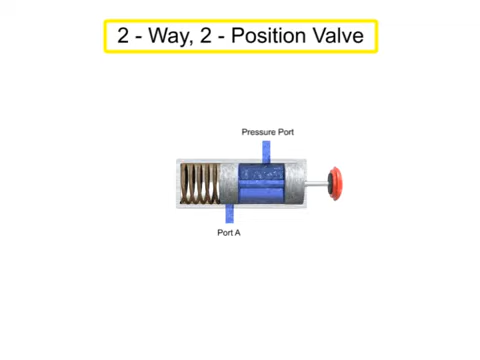 2 - Way, 2 - Position Valve
Pressure Port
Port A